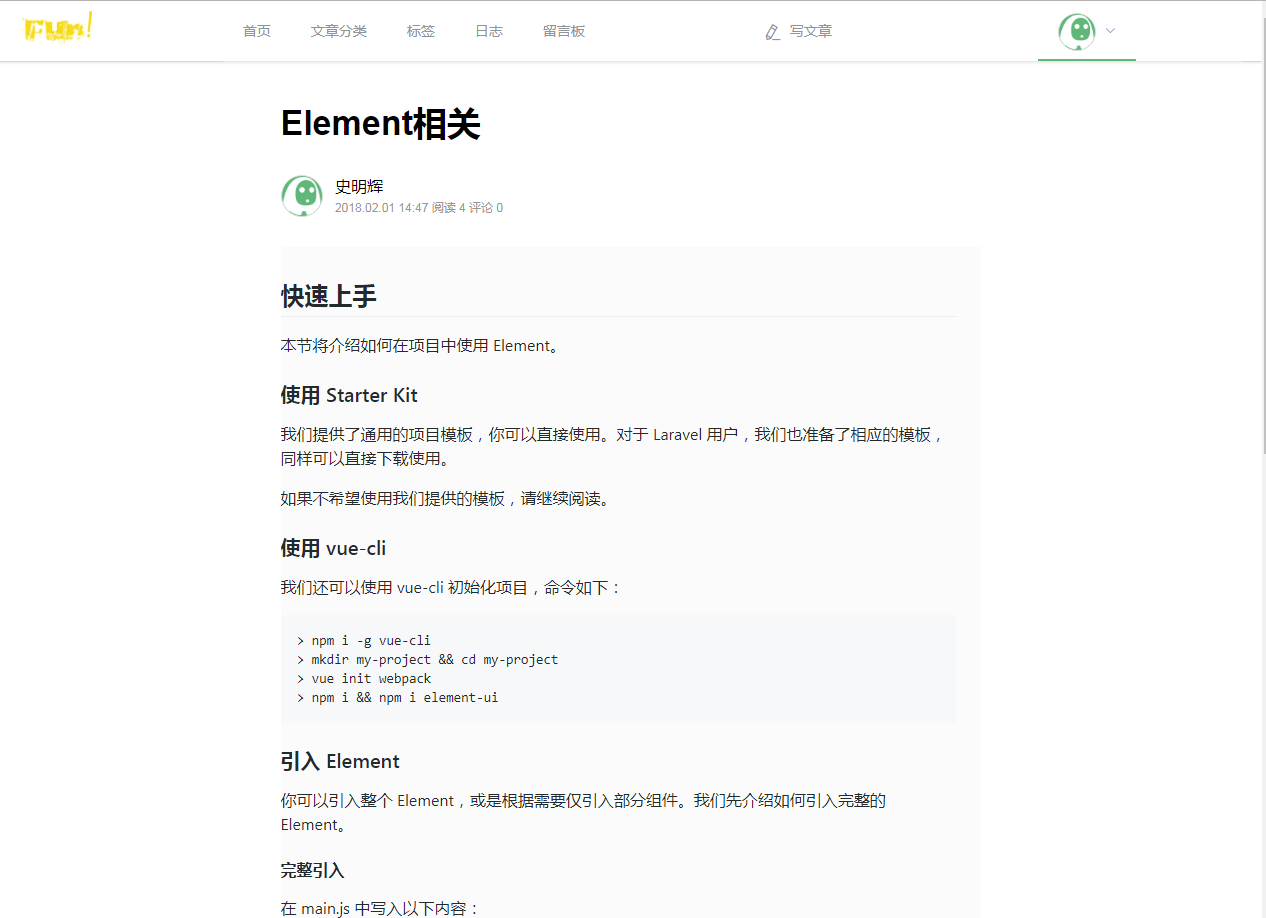 Fun!
首页 文章分类 标签 日志 留言板 写文章
Element相关
史明辉
2018.02.01 14:47 阅读 4 评论 0
快速上手
本节将介绍如何在项目中使用 Element。
使用 Starter Kit
我们提供了通用的项目模板，你可以直接使用。对于 Laravel 用户，我们也准备了相应的模板，
同样可以直接下载使用。
如果不希望使用我们提供的模板，请继续阅读。
使用 vue-cli
我们还可以使用 vue-cli 初始化项目，命令如下：
> npm i -g vue-cli
> mkdir my-project && cd my-project
> vue init webpack
> npm i && npm i element-ui
引入 Element
你可以引入整个 Element，或是根据需要仅引入部分组件。我们先介绍如何引入完整的
Element。
完整引入
在 main.js 中写入以下内容：